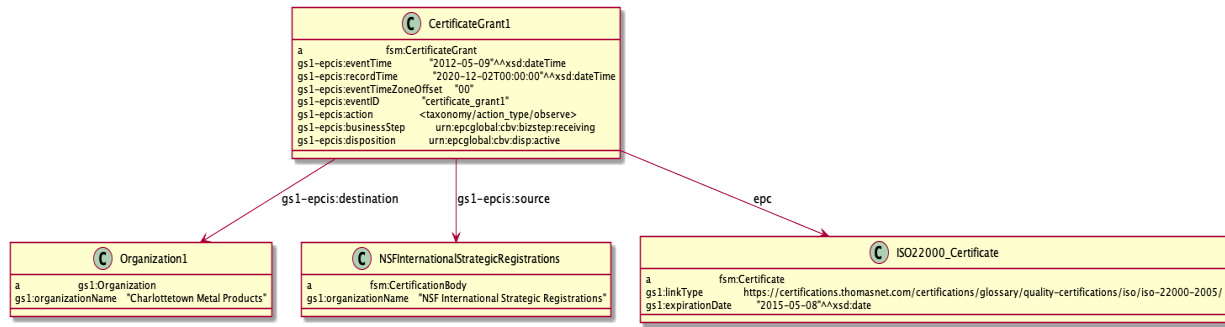 C CertificateGrant1
a fsm:CertificateGrant
gs1-epcis:eventTime "2012-05-09"^^xsd:dateTime
gs1-epcis:recordTime "2020-12-02T00:00:00"^^xsd:dateTime
gs1-epcis:eventTimeZoneOffset "00"
gs1-epcis:eventID "certificate_grant1"
gs1-epcis:action <taxonomy/action_type/observe>
gs1-epcis:businessStep urn:epcglobal:cbv:bizstep:receiving
gs1-epcis:disposition urn:epcglobal:cbv:disp:active
gs1-epcis:destination
gs1-epcis:source
epc
C Organization1
a gs1:Organization
gs1:organizationName "Charlottetown Metal Products"
C NSFInternationalStrategicRegistrations
a fsm:CertificationBody
gs1:organizationName "NSF International Strategic Registrations"
C ISO22000_Certificate
a fsm:Certificate
gs1:linkType https://certifications.thomasnet.com/certifications/glossary/quality-certifications/iso/iso-22000-2005/
gs1:expirationDate "2015-05-08"^^xsd:date